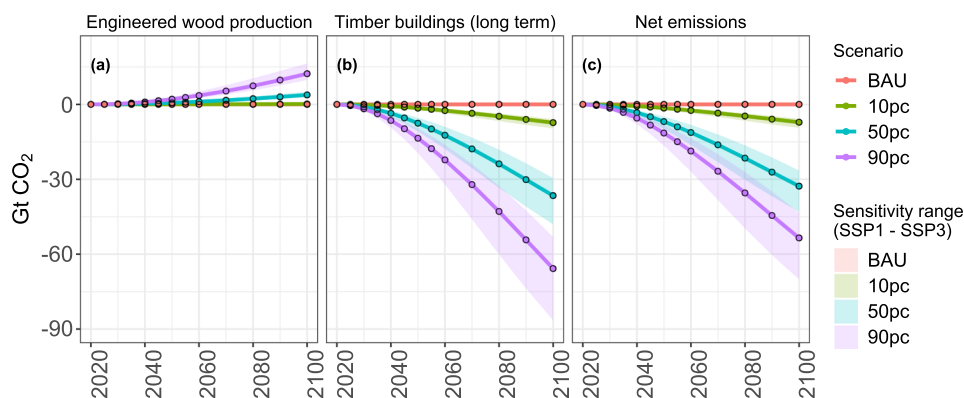 Engineered wood production
Timber buildings (long term)
Net emissions
(a)
(b)
(c)
Gt CO₂
0
-30
-60
-90
2020
2040
2060
2080
2100
2020
2040
2060
2080
2100
2020
2040
2060
2080
2100
Scenario
BAU
10pc
50pc
90pc
Sensitivity range
(SSP1 - SSP3)
BAU
10pc
50pc
90pc